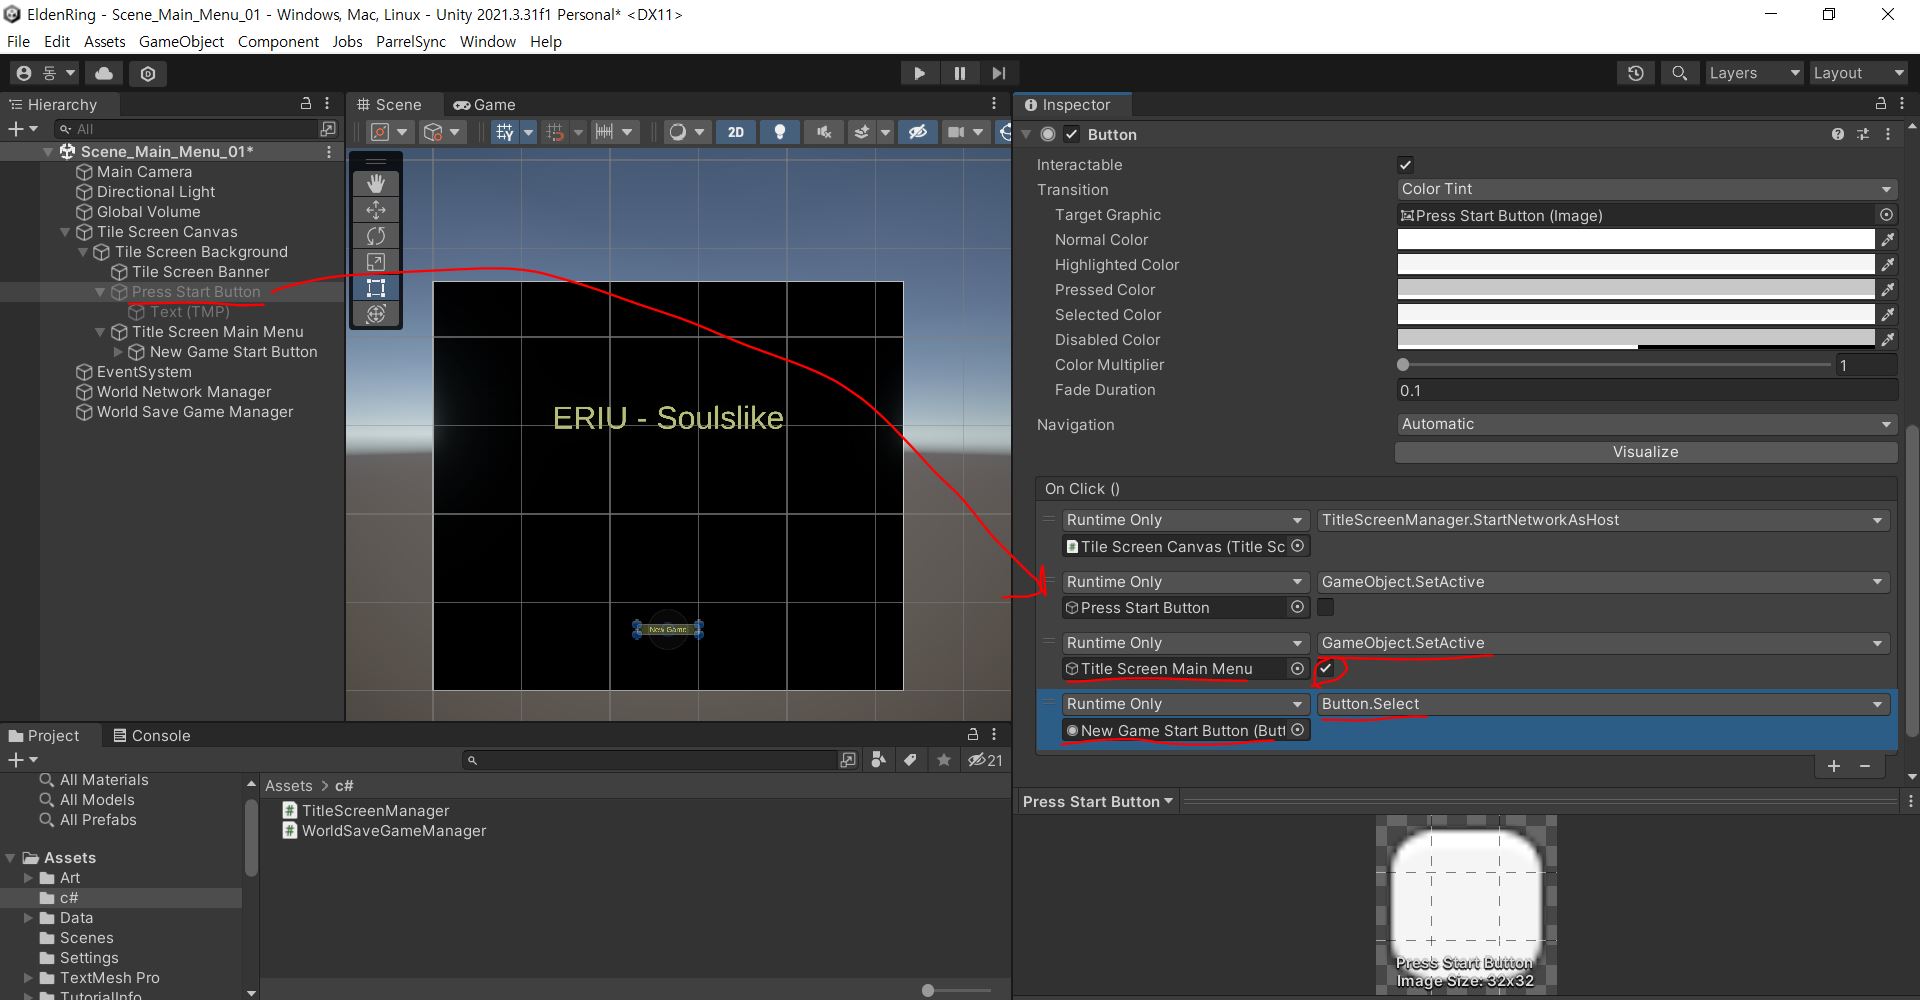 EldenRing - Scene_Main_Menu_01 - Windows, Mac, Linux - Unity 2021.3.31f1 Personal* <DX11>
File Edit Assets GameObject Component Jobs ParrelSync Window Help
동 Layers Layout
Hierarchy
All
Scene_Main_Menu_01*
Main Camera
Directional Light
Global Volume
Tile Screen Canvas
Tile Screen Background
Tile Screen Banner
Press Start Button
Text (TMP)
Title Screen Main Menu
New Game Start Button
EventSystem
World Network Manager
World Save Game Manager
Scene Game
2D
ERIU - Soulslike
New Game
Inspector
Button
Interactable
Transition Color Tint
Target Graphic Press Start Button (Image)
Normal Color
Highlighted Color
Pressed Color
Selected Color
Disabled Color
Color Multiplier 1
Fade Duration 0.1
Navigation Automatic
Visualize
On Click ()
Runtime Only TitleScreenManager.StartNetworkAsHost
Tile Screen Canvas (Title Sc
Runtime Only GameObject.SetActive
Press Start Button
Runtime Only GameObject.SetActive
Title Screen Main Menu
Runtime Only Button.Select
New Game Start Button (Butt
+ -
Project Console
21
All Materials
All Models
All Prefabs
Assets
Art
c#
Data
Scenes
Settings
TextMesh Pro
TutorialInfo
Assets > c#
TitleScreenManager
WorldSaveGameManager
Press Start Button
Press Start Button
Image Size: 32x32